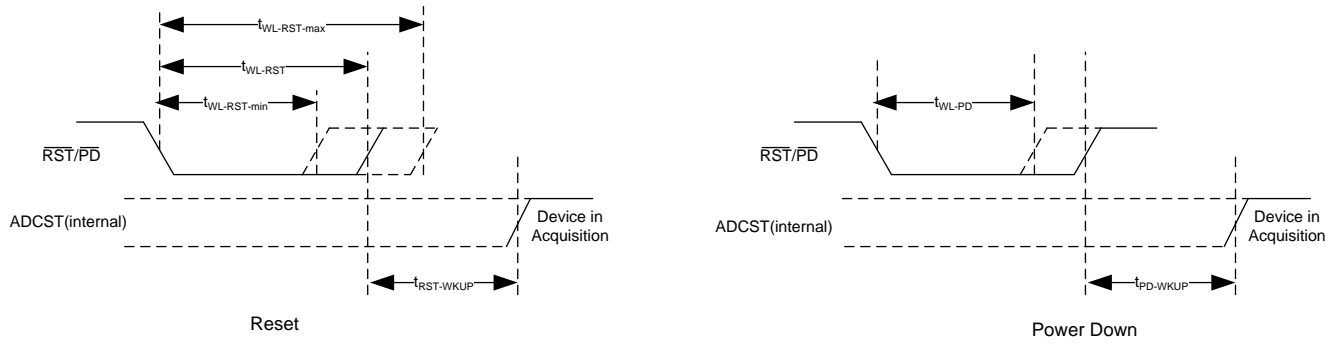 tWL-RST-max
tWL-RST
tWL-RST-min
RST/PD
ADCST(internal)
Device in
Acquisition
tRST-WKUP
Reset
tWL-PD
RST/PD
ADCST(internal)
Device in
Acquisition
tPD-WKUP
Power Down